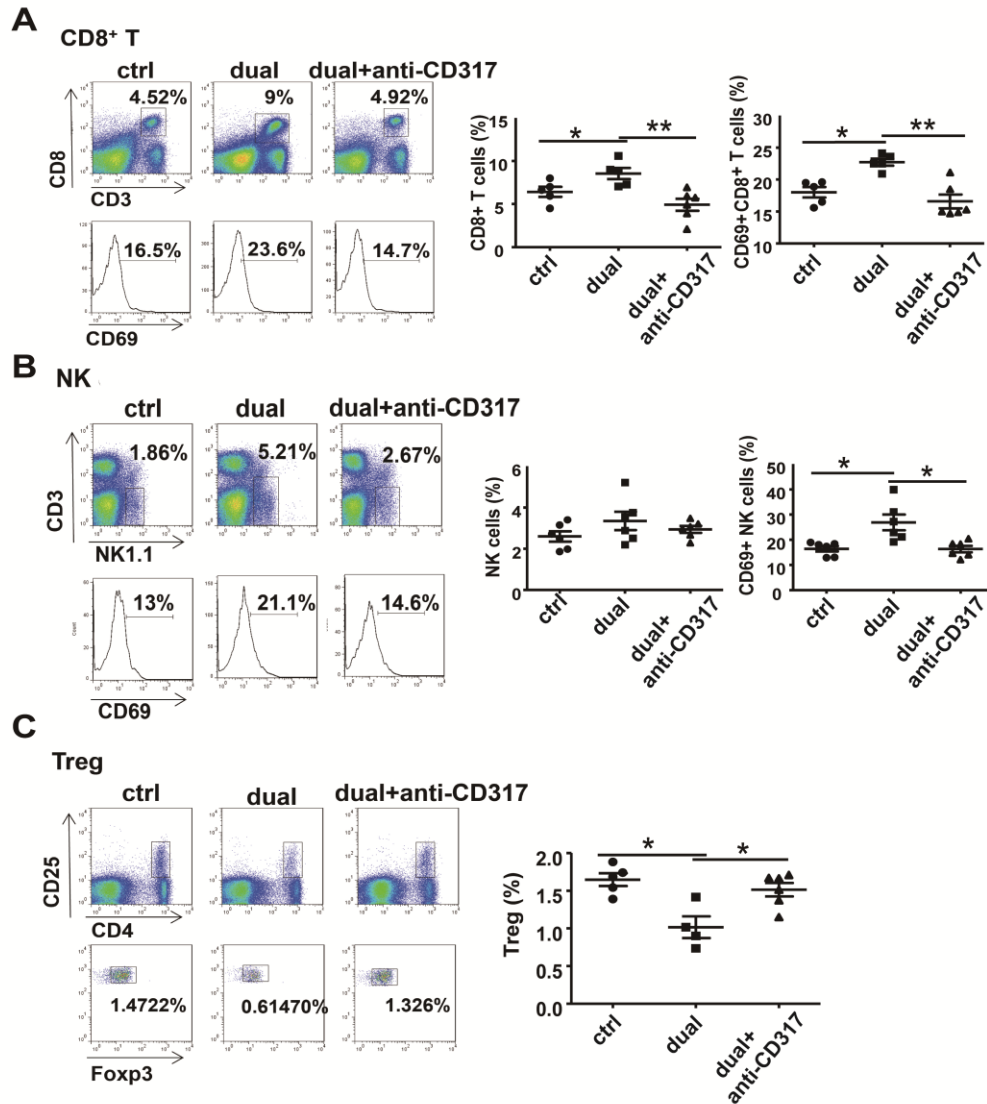 A
CD8+ T
ctrl dual dual+anti-CD317
4.52% 9% 4.92%
CD8
CD3
16.5% 23.6% 14.7%
CD69
CD8+ T cells (%)
15
10
5
0
* **
ctrl dual dual+
anti-CD317
CD69+ CD8+ T cells (%)
30
25
20
15
10
* **
ctrl dual dual+
anti-CD317
B
NK
ctrl dual dual+anti-CD317
1.86% 5.21% 2.67%
CD3
NK1.1
13% 21.1% 14.6%
Count
CD69
NK cells (%)
6
4
2
0
ctrl dual dual+
anti-CD317
CD69+ NK cells (%)
50
40
30
20
10
0
* *
ctrl dual dual+
anti-CD317
C
Treg
ctrl dual dual+anti-CD317
CD25
CD4
1.4722% 0.61470% 1.326%
Foxp3
Treg (%)
2.0
1.5
1.0
0.5
0.0
* *
ctrl dual dual+
anti-CD317